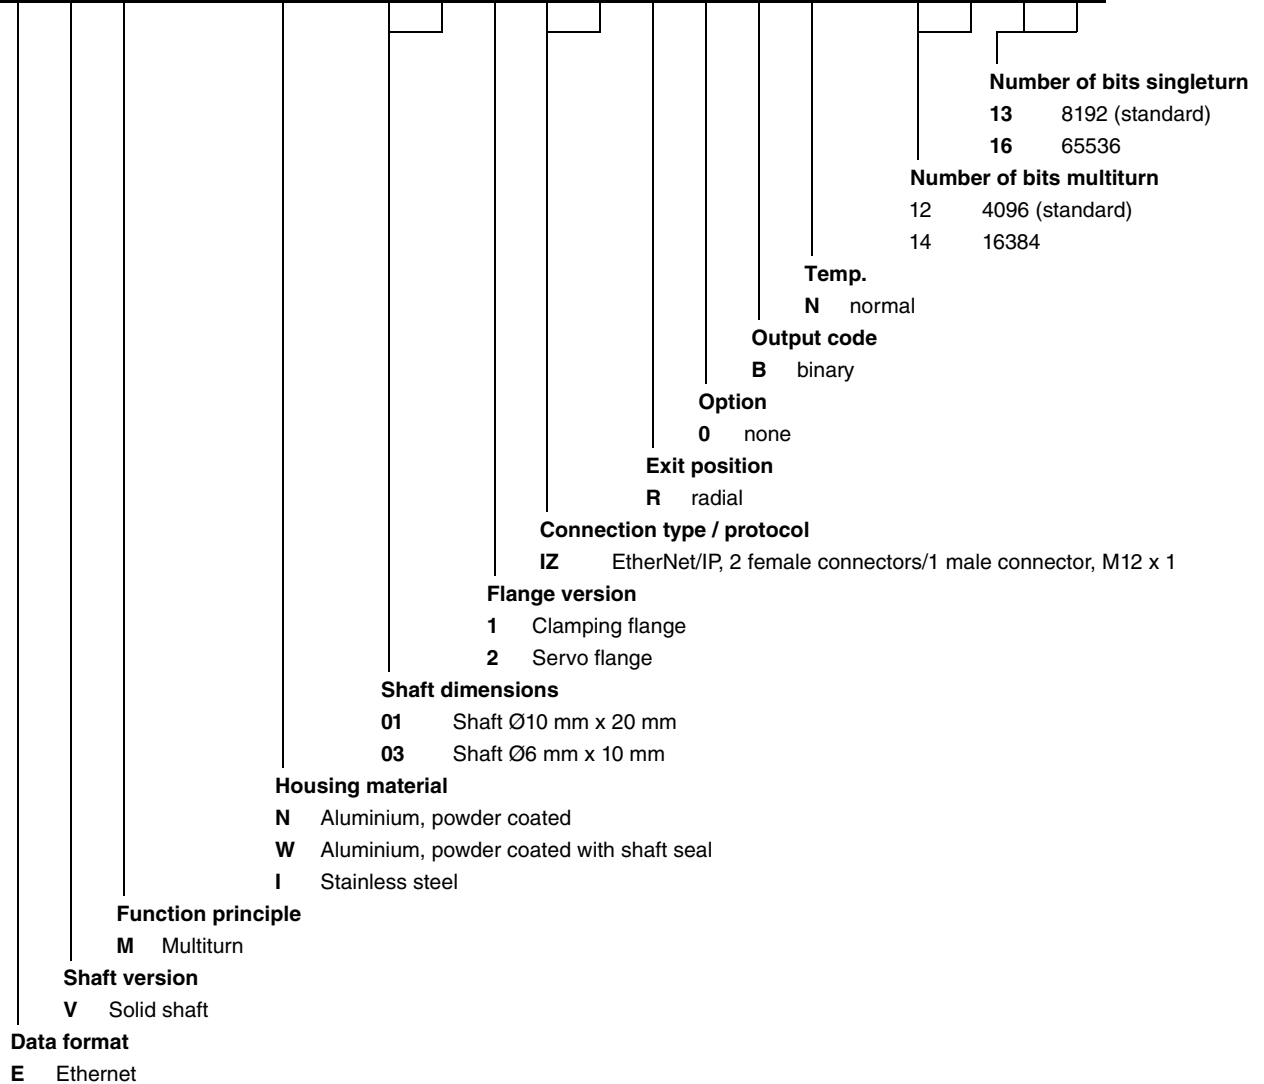 Number of bits singleturn
13 8192 (standard)
16 65536
Number of bits multiturn
12 4096 (standard)
14 16384
Temp.
N normal
Output code
B binary
Option
0 none
Exit position
R radial
Connection type / protocol
IZ EtherNet/IP, 2 female connectors/1 male connector, M12 x 1
Flange version
1 Clamping flange
2 Servo flange
Shaft dimensions
01 Shaft Ø10 mm x 20 mm
03 Shaft Ø6 mm x 10 mm
Housing material
N Aluminium, powder coated
W Aluminium, powder coated with shaft seal
I Stainless steel
Function principle
M Multiturn
Shaft version
V Solid shaft
Data format
E Ethernet